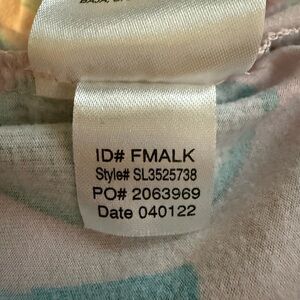 ID# FMALK
Style# SL3525738
PO# 2063969
Date 040122